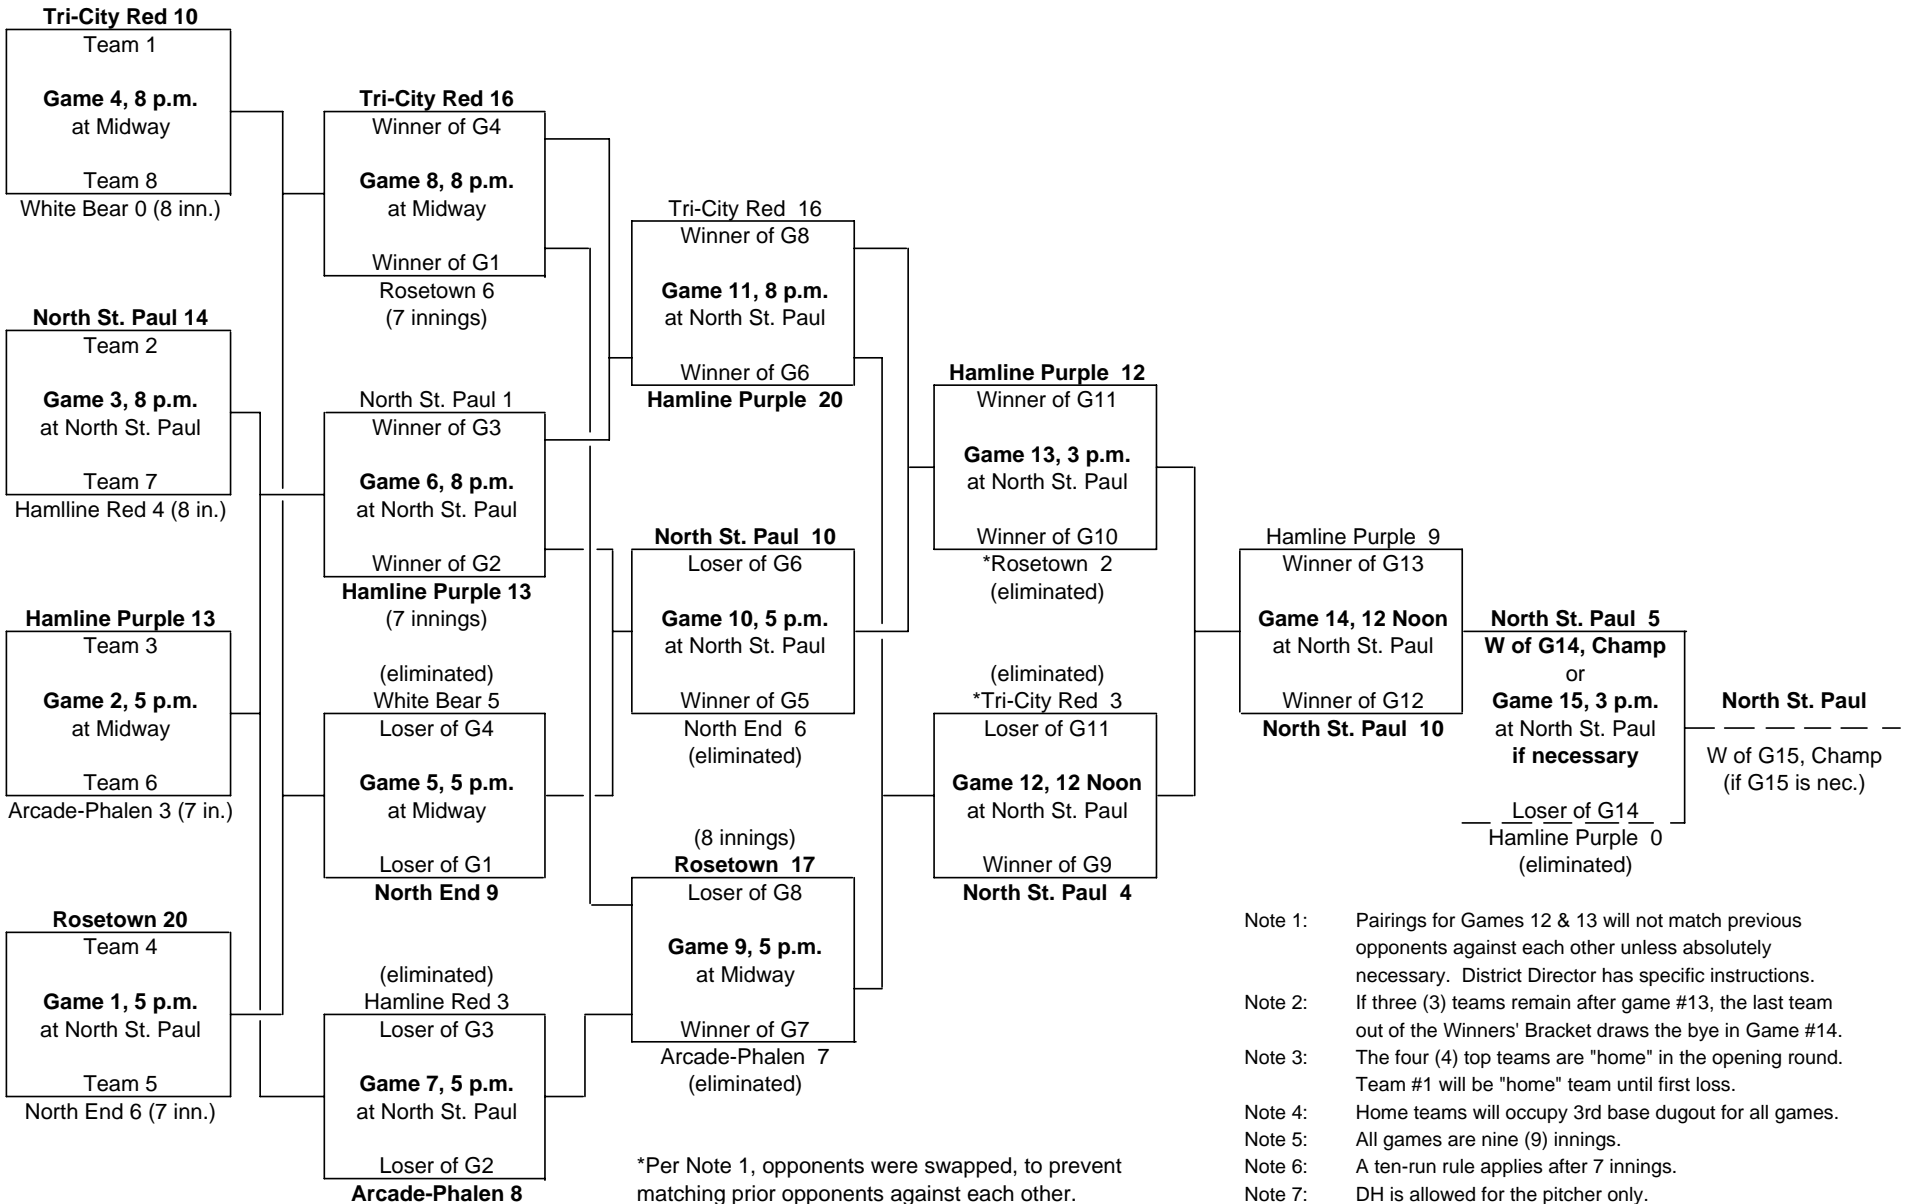 Tri-City Red 10
Team 1
Game 4, 8 p.m.
at Midway
Team 8
White Bear 0 (8 inn.)
North St. Paul 14
Team 2
Game 3, 8 p.m.
at North St. Paul
Team 7
Hamlline Red 4 (8 in.)
Hamline Purple 13
Team 3
Game 2, 5 p.m.
at Midway
Team 6
Arcade-Phalen 3 (7 in.)
Rosetown 20
Team 4
Game 1, 5 p.m.
at North St. Paul
Team 5
North End 6 (7 inn.)
Tri-City Red 16
Winner of G4
Game 8, 8 p.m.
at Midway
Winner of G1
Rosetown 6
(7 innings)
North St. Paul 1
Winner of G3
Game 6, 8 p.m.
at North St. Paul
Winner of G2
Hamline Purple 13
(7 innings)
(eliminated)
White Bear 5
Loser of G4
Game 5, 5 p.m.
at Midway
Loser of G1
North End 9
(eliminated)
Hamline Red 3
Loser of G3
Game 7, 5 p.m.
at North St. Paul
Loser of G2
Arcade-Phalen 8
Tri-City Red 16
Winner of G8
Game 11, 8 p.m.
at North St. Paul
Winner of G6
Hamline Purple 20
North St. Paul 10
Loser of G6
Game 10, 5 p.m.
at North St. Paul
Winner of G5
North End 6
(eliminated)
(8 innings)
Rosetown 17
Loser of G8
Game 9, 5 p.m.
at Midway
Winner of G7
Arcade-Phalen 7
(eliminated)
*Per Note 1, opponents were swapped, to prevent
matching prior opponents against each other.
Hamline Purple 12
Winner of G11
Game 13, 3 p.m.
at North St. Paul
Winner of G10
*Rosetown 2
(eliminated)
(eliminated)
*Tri-City Red 3
Loser of G11
Game 12, 12 Noon
at North St. Paul
Winner of G9
North St. Paul 4
Hamline Purple 9
Winner of G13
Game 14, 12 Noon
at North St. Paul
Winner of G12
North St. Paul 10
North St. Paul 5
W of G14, Champ
or
Game 15, 3 p.m.
at North St. Paul
if necessary
Loser of G14
Hamline Purple 0
(eliminated)
North St. Paul
W of G15, Champ
(if G15 is nec.)
Note 1: Pairings for Games 12 & 13 will not match previous
opponents against each other unless absolutely
necessary. District Director has specific instructions.
Note 2: If three (3) teams remain after game #13, the last team
out of the Winners' Bracket draws the bye in Game #14.
Note 3: The four (4) top teams are "home" in the opening round.
Team #1 will be "home" team until first loss.
Note 4: Home teams will occupy 3rd base dugout for all games.
Note 5: All games are nine (9) innings.
Note 6: A ten-run rule applies after 7 innings.
Note 7: DH is allowed for the pitcher only.